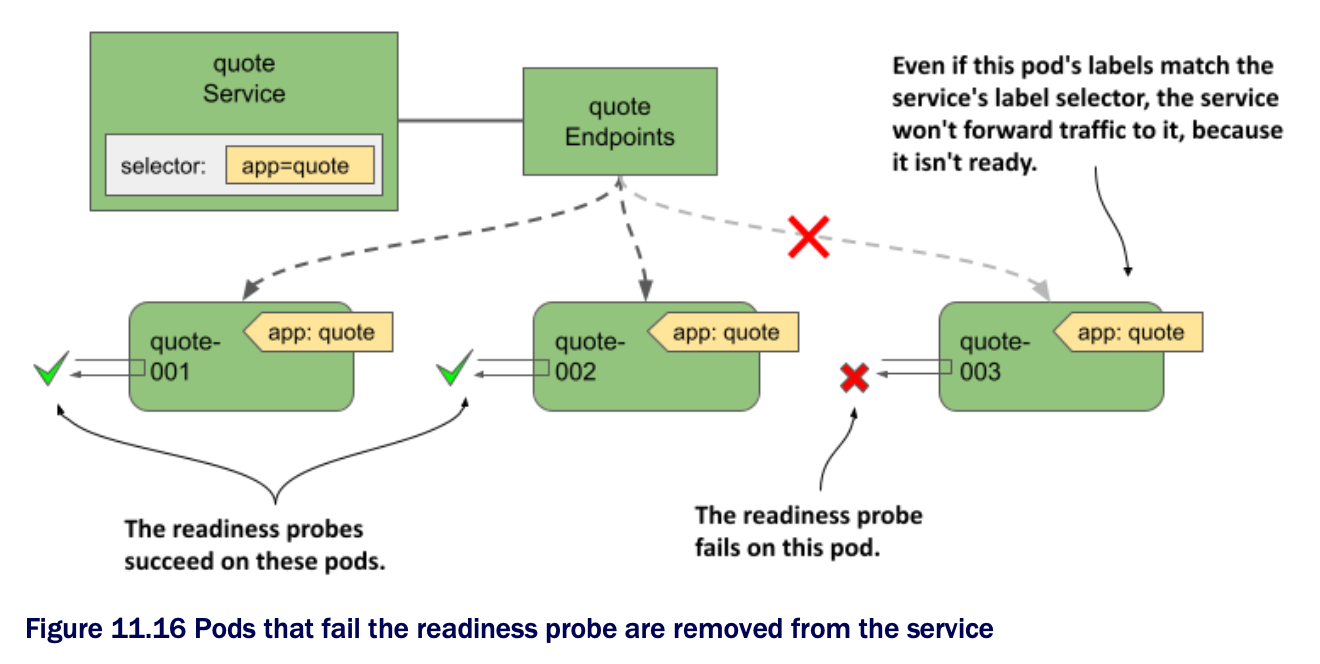 quote
Service
selector:
app=quote
quote
Endpoints
Even if this pod's labels match the
service's label selector, the service
won't forward traffic to it, because
it isn't ready.
quote-
001
app: quote
quote-
002
app: quote
quote-
003
app: quote
The readiness probes
succeed on these pods.
The readiness probe
fails on this pod.
Figure 11.16 Pods that fail the readiness probe are removed from the service